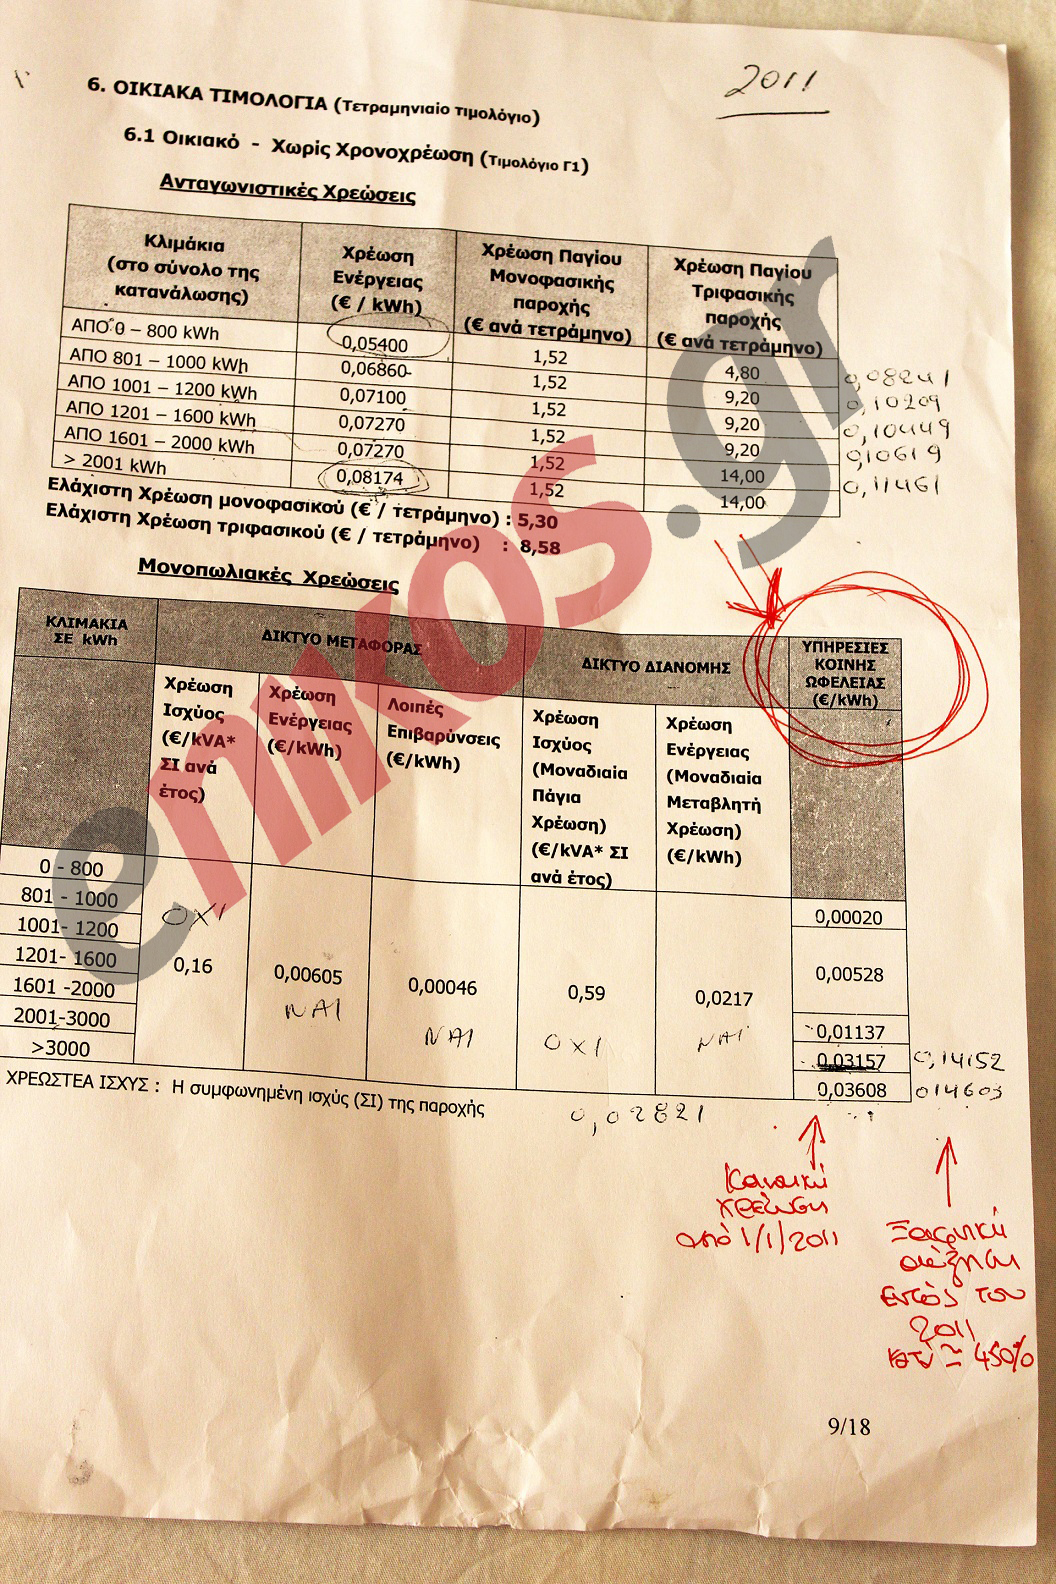 2011
6. ΟΙΚΙΑΚΑ ΤΙΜΟΛΟΓΙΑ (Τετραμηνιαίο τιμολόγιο)
6.1 Οικιακό - Χωρίς Χρονοχρέωση (Τιμολόγιο Γ1)
Ανταγωνιστικές Χρεώσεις
Κλιμάκια
(στο σύνολο της
κατανάλωσης)
Χρέωση
Ενέργειας
(€ / kWh)
Χρέωση Παγίου
Μονοφασικής
παροχής
(€ ανά τετράμηνο)
Χρέωση Παγίου
Τριφασικής
παροχής
(€ ανά τετράμηνο)
ΑΠΟ 0 – 800 kWh 0,05400 1,52 4,80
ΑΠΟ 801 – 1000 kWh 0,06860 1,52 9,20 0,08241
ΑΠΟ 1001 – 1200 kWh 0,07100 1,52 9,20 0,10209
ΑΠΟ 1201 – 1600 kWh 0,07270 1,52 9,20 0,10449
ΑΠΟ 1601 – 2000 kWh 0,07270 1,52 14,00 0,10619
> 2001 kWh 0,08174 1,52 14,00 0,11461
Ελάχιστη Χρέωση μονοφασικού (€ / τετράμηνο) : 5,30
Ελάχιστη Χρέωση τριφασικού (€ / τετράμηνο) : 8,58
Μονοπωλιακές Χρεώσεις
ΚΛΙΜΑΚΙΑ
ΣΕ kWh
ΔΙΚΤΥΟ ΜΕΤΑΦΟΡΑΣ
ΔΙΚΤΥΟ ΔΙΑΝΟΜΗΣ
ΥΠΗΡΕΣΙΕΣ
ΚΟΙΝΗΣ
ΩΦΕΛΕΙΑΣ
(€/kWh)
Χρέωση
Ισχύος
(€/kVA*
ΣΙ ανά
έτος)
Χρέωση
Ενέργειας
(€/kWh)
Λοιπές
Επιβαρύνσεις
(€/kWh)
Χρέωση
Ισχύος
(Μοναδιαία
Πάγια
Χρέωση)
(€/kVA* ΣΙ
ανά έτος)
Χρέωση
Ενέργειας
(Μοναδιαία
Μεταβλητή
Χρέωση)
(€/kWh)
0 - 800
801 - 1000
1001- 1200
1201- 1600
1601 -2000
2001-3000
>3000
ΟΧΙ
0,16
0,00605
ΝΑΙ
0,00046
ΝΑΙ
0,59
ΟΧΙ
0,0217
ΝΑΙ
0,00020
0,00528
0,01137
0,03157 0,14152
0,03608 0,14603
ΧΡΕΩΣΤΕΑ ΙΣΧΥΣ : Η συμφωνημένη ισχύς (ΣΙ) της παροχής
0,02821
Κανονική
χρέωση
από 1/1/2011
Ξαφνική
αύξηση
εντός του
2011
κατά ≃ 450%
9/18
enikos.gr